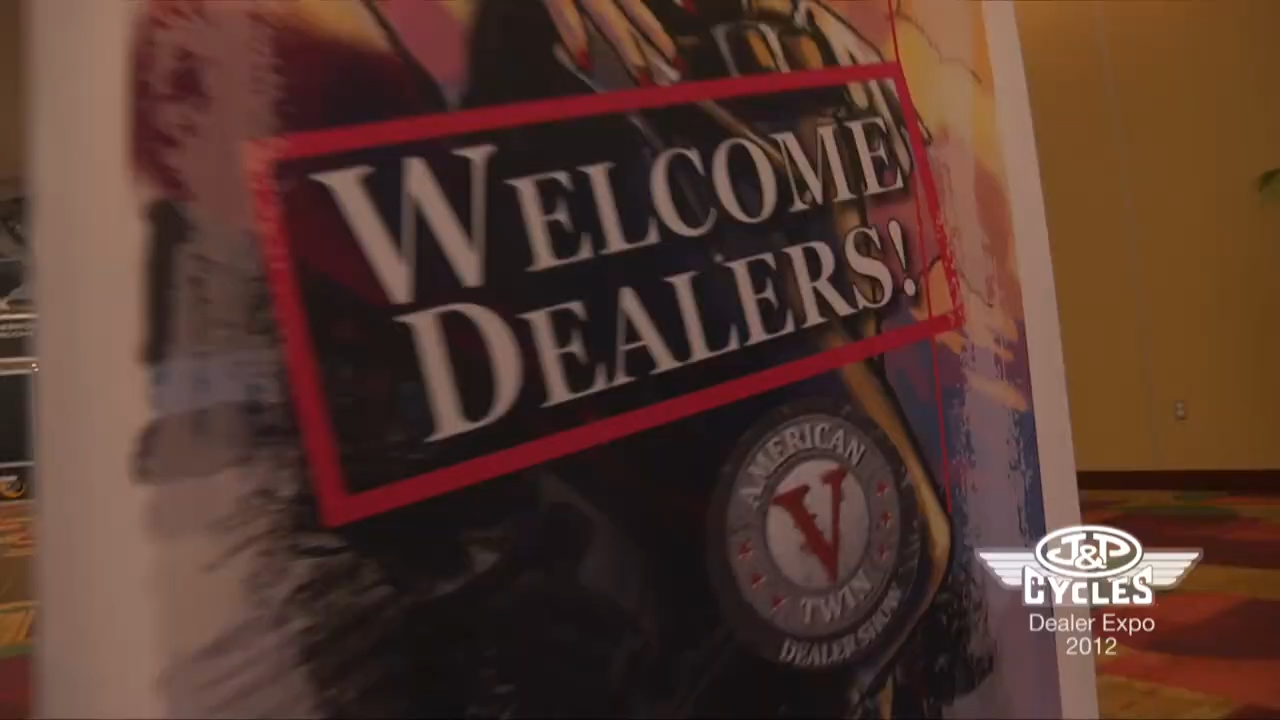 WELCOME
DEALERS!
AMERICAN
V
TWIN
DEALER SHOW
J&P
CYCLES
Dealer Expo
2012